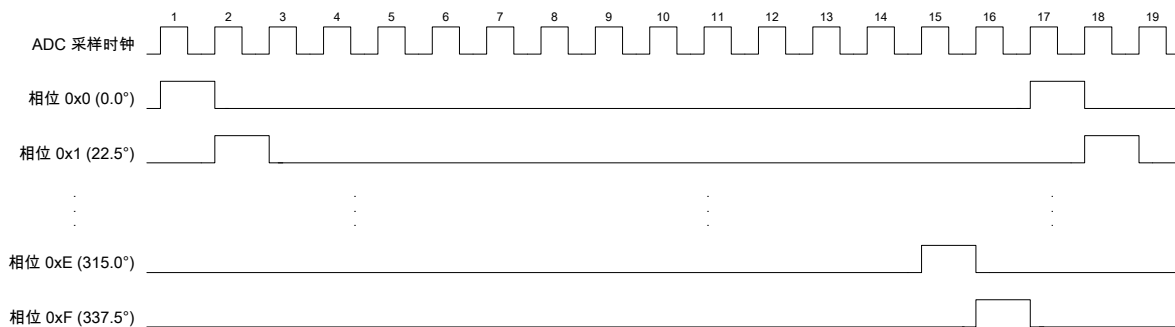 1 2 3 4 5 6 7 8 9 10 11 12 13 14 15 16 17 18 19
ADC 采样时钟
相位 0x0 (0.0°)
相位 0x1 (22.5°)
相位 0xE (315.0°)
相位 0xF (337.5°)